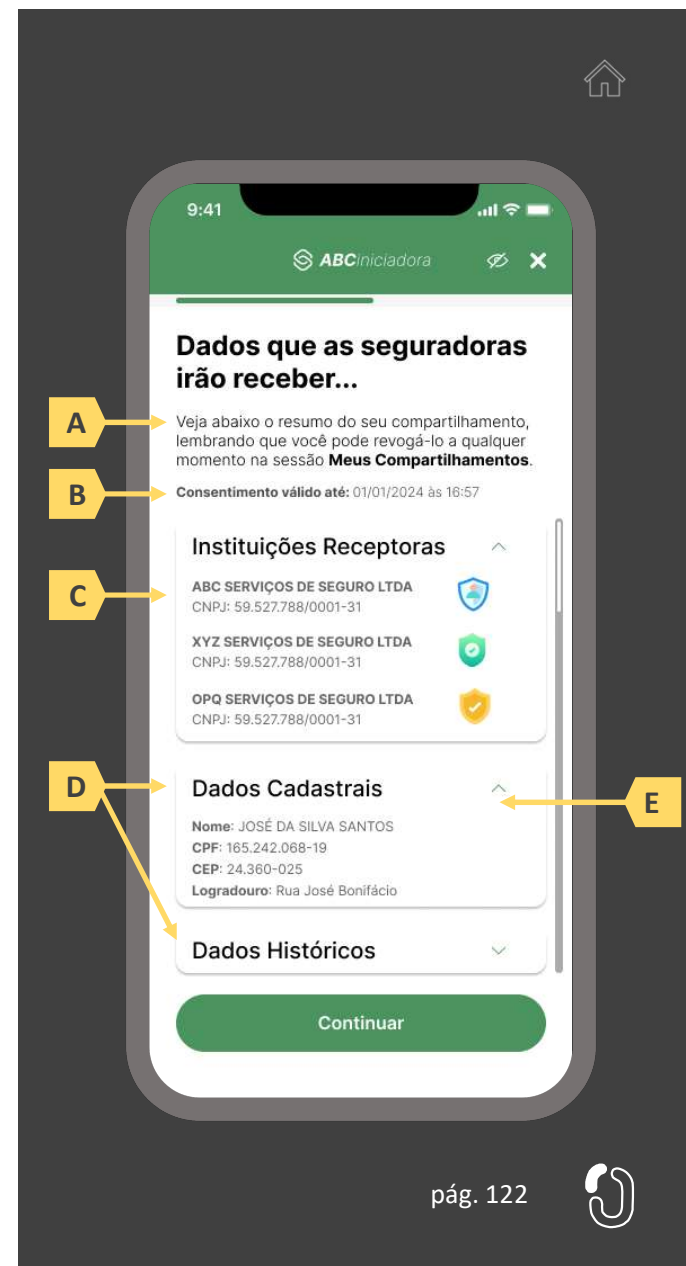 9:41
ABCiniciadora
Dados que as seguradoras
irão receber...
A
Veja abaixo o resumo do seu compartilhamento,
lembrando que você pode revogá-lo a qualquer
momento na sessão Meus Compartilhamentos.
B
Consentimento válido até: 01/01/2024 às 16:57
Instituições Receptoras
C
ABC SERVIÇOS DE SEGURO LTDA
CNPJ: 59.527.788/0001-31
XYZ SERVIÇOS DE SEGURO LTDA
CNPJ: 59.527.788/0001-31
OPQ SERVIÇOS DE SEGURO LTDA
CNPJ: 59.527.788/0001-31
D
Dados Cadastrais
E
Nome: JOSÉ DA SILVA SANTOS
CPF: 165.242.068-19
CEP: 24.360-025
Logradouro: Rua José Bonifácio
Dados Históricos
Continuar
pág. 122